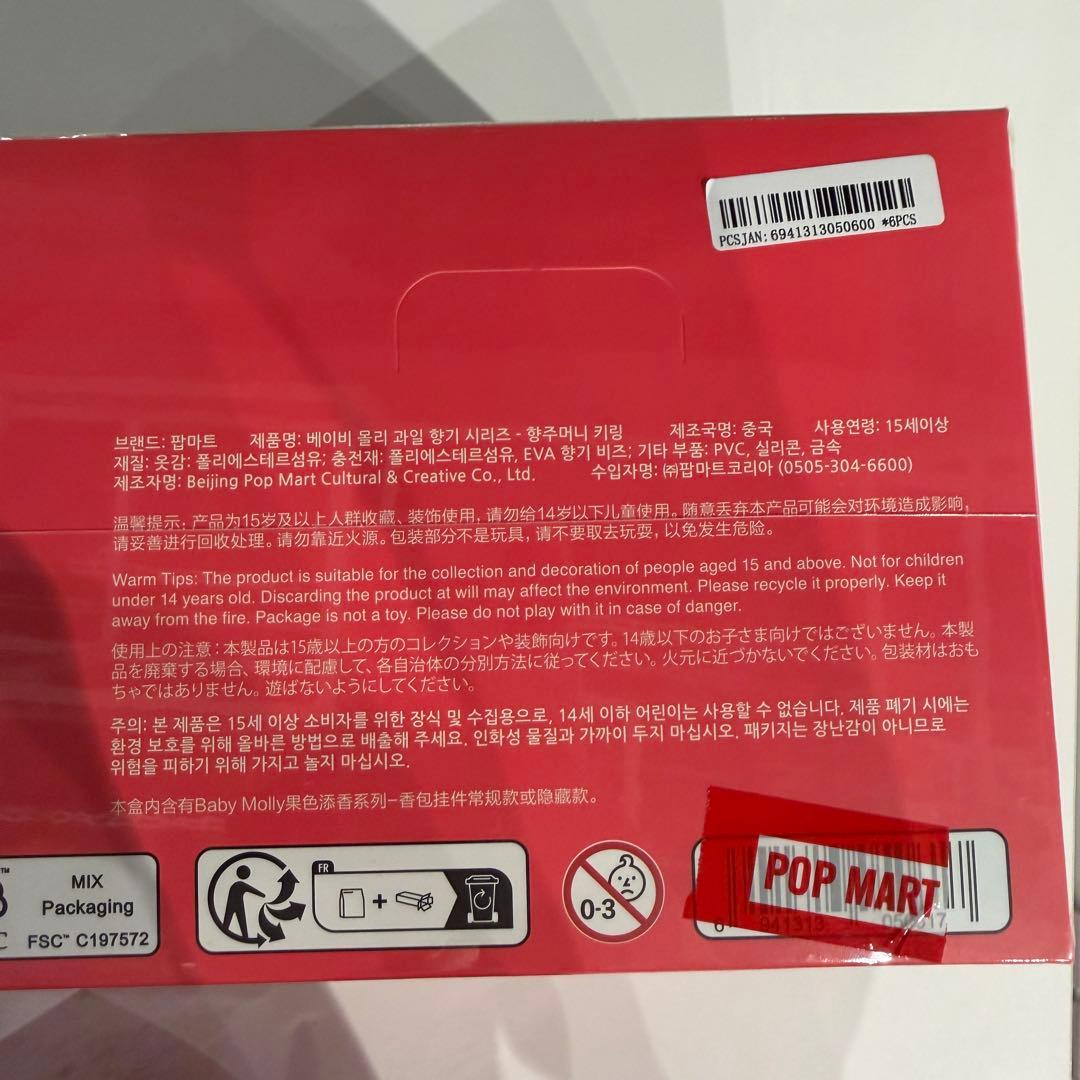 PCSJAN: 6941313050600 *6PCS
브랜드: 팝마트 제품명: 베이비 몰리 과일 향기 시리즈 - 향주머니 키링 제조국명: 중국 사용연령: 15세이상
재질: 옷감: 폴리에스테르섬유; 충전재: 폴리에스테르섬유, EVA 향기 비즈; 기타 부품: PVC, 실리콘, 금속
제조자명: Beijing Pop Mart Cultural & Creative Co., Ltd. 수입자명: ㈜팝마트코리아 (0505-304-6600)
温馨提示: 产品为15岁及以上人群收藏、装饰使用, 请勿给14岁以下儿童使用。随意丢弃本产品可能会对环境造成影响,
请妥善进行回收处理。请勿靠近火源。包装部分不是玩具, 请不要取去玩耍, 以免发生危险。
Warm Tips: The product is suitable for the collection and decoration of people aged 15 and above. Not for children
under 14 years old. Discarding the product at will may affect the environment. Please recycle it properly. Keep it
away from the fire. Package is not a toy. Please do not play with it in case of danger.
使用上の注意: 本製品は15歳以上の方のコレクションや装飾向けです。14歳以下のお子さま向けではございません。本製
品を廃棄する場合、環境に配慮して、各自治体の分別方法に従ってください。火元に近づかないでください。包装材はおも
ちゃではありません。遊ばないようにしてください。
주의: 본 제품은 15세 이상 소비자를 위한 장식 및 수집용으로, 14세 이하 어린이는 사용할 수 없습니다. 제품 폐기 시에는
환경 보호를 위해 올바른 방법으로 배출해 주세요. 인화성 물질과 가까이 두지 마십시오. 패키지는 장난감이 아니므로
위험을 피하기 위해 가지고 놀지 마십시오.
本盒内含有Baby Molly果色添香系列-香包挂件常规款或隐藏款。
MIX
Packaging
FSC™ C197572
FR
+
0-3
POP MART